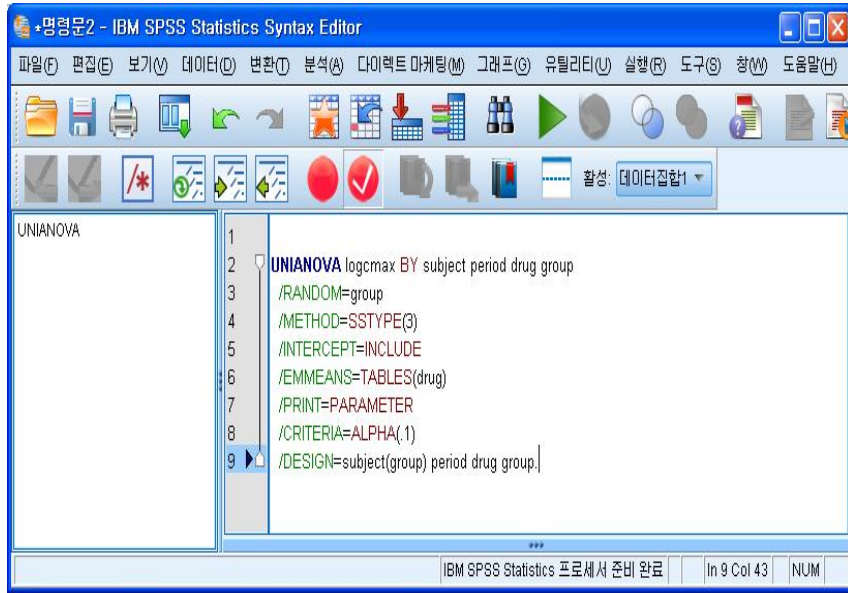 *명령문2 - IBM SPSS Statistics Syntax Editor
파일(F) 편집(E) 보기(V) 데이터(D) 변환(T) 분석(A) 다이렉트 마케팅(M) 그래프(G) 유틸리티(U) 실행(R) 도구(S) 창(W) 도움말(H)
활성: 데이터집합1
UNIANOVA
1
2 UNIANOVA logcmax BY subject period drug group
3 /RANDOM=group
4 /METHOD=SSTYPE(3)
5 /INTERCEPT=INCLUDE
6 /EMMEANS=TABLES(drug)
7 /PRINT=PARAMETER
8 /CRITERIA=ALPHA(.1)
9 /DESIGN=subject(group) period drug group.
IBM SPSS Statistics 프로세서 준비 완료 In 9 Col 43 NUM